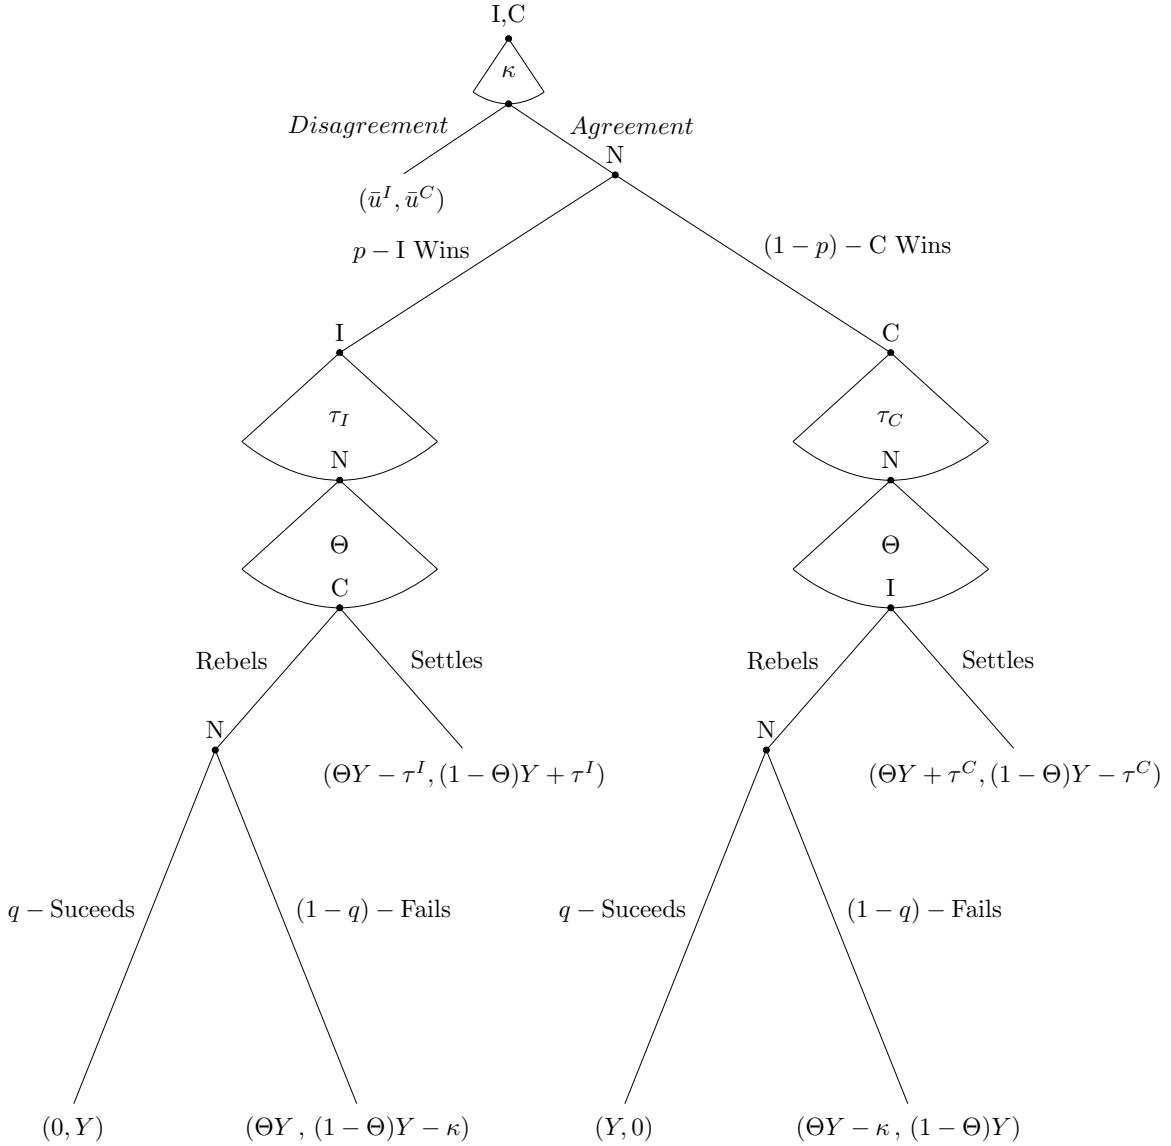 I,C
κ
Disagreement
Agreement
N
(ū^I, ū^C)
p − I Wins
(1 − p) − C Wins
I
C
τ_I
τ_C
N
N
Θ
Θ
C
I
Rebels
Settles
Rebels
Settles
N
N
(ΘY − τ^I, (1 − Θ)Y + τ^I)
(ΘY + τ^C, (1 − Θ)Y − τ^C)
q − Suceeds
(1 − q) − Fails
q − Suceeds
(1 − q) − Fails
(0, Y)
(ΘY , (1 − Θ)Y − κ)
(Y, 0)
(ΘY − κ , (1 − Θ)Y)